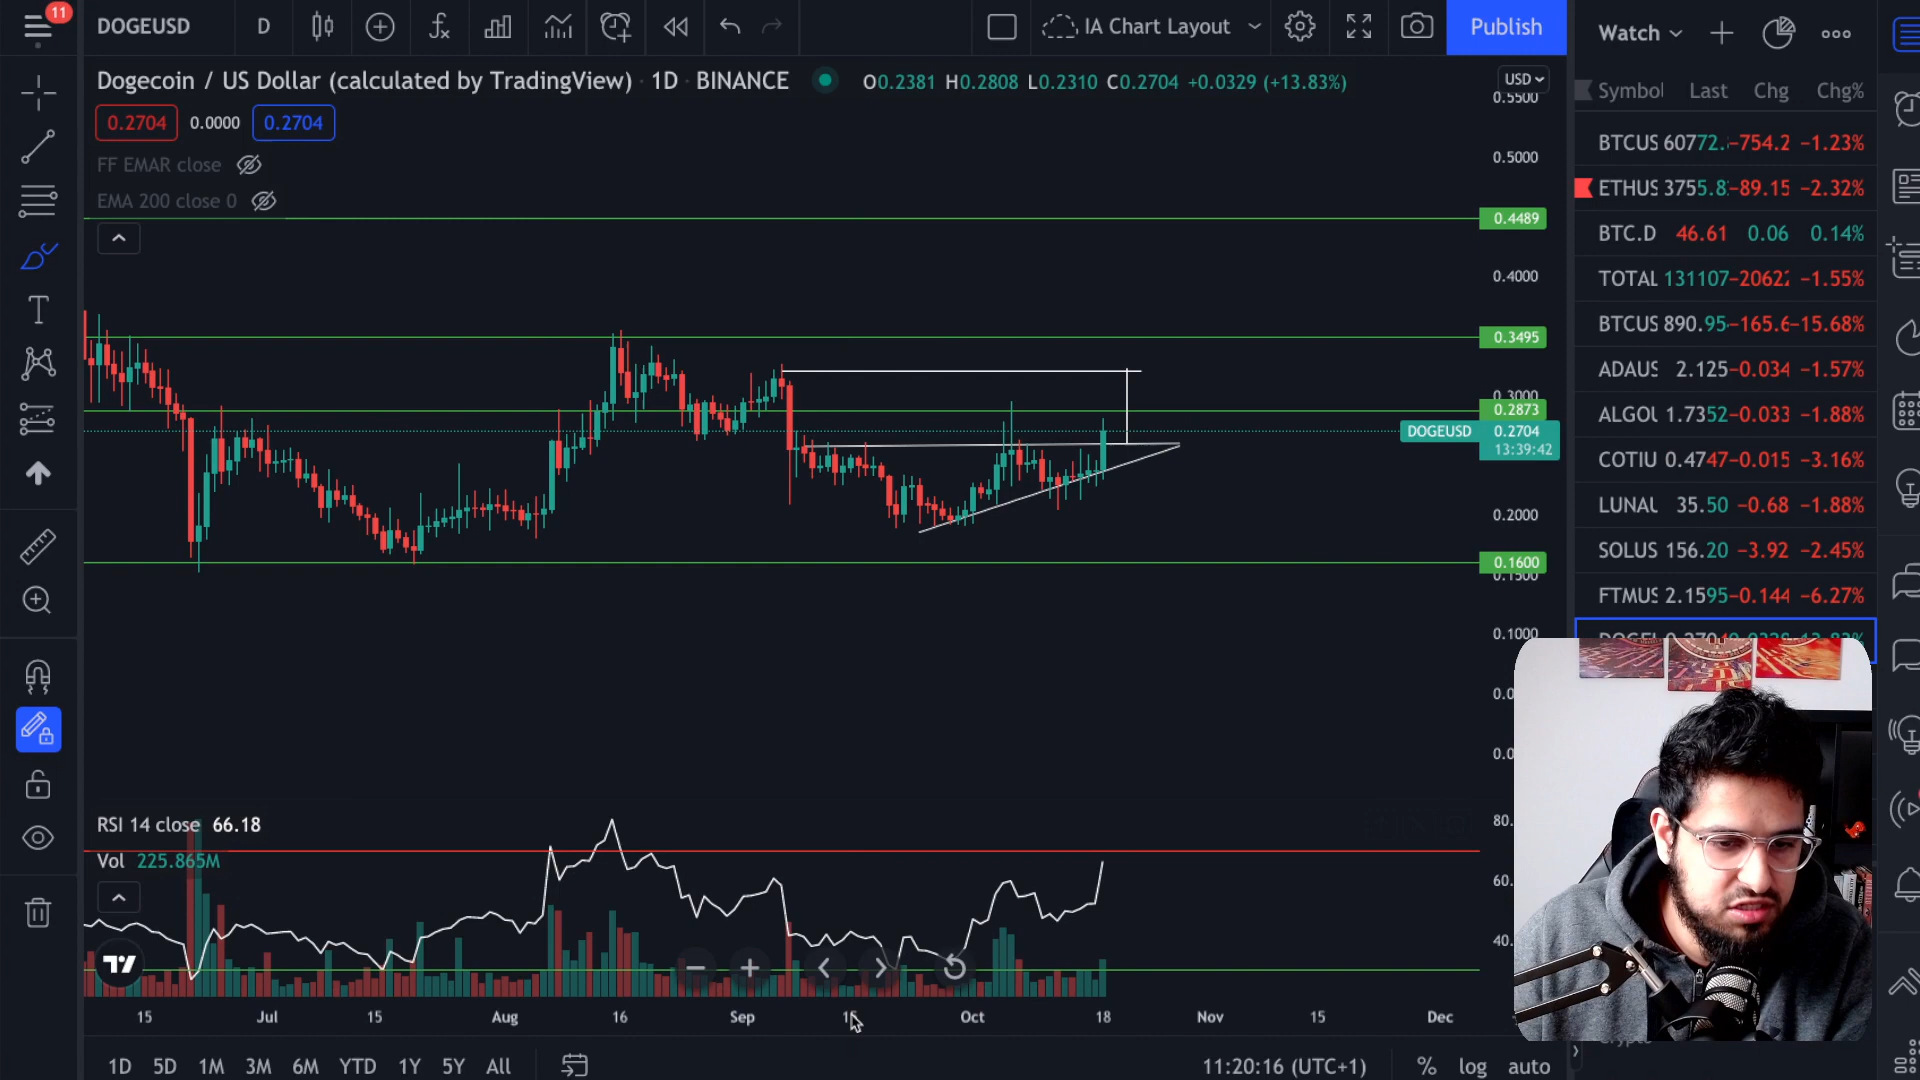 11
DOGEUSD D IA Chart Layout Publish
Watch
Dogecoin / US Dollar (calculated by TradingView) · 1D · BINANCE O0.2381 H0.2808 L0.2310 C0.2704 +0.0329 (+13.83%)
USD
Symbol Last Chg Chg%
0.2704 0.0000 0.2704
FF EMAR close
EMA 200 close 0
0.5500
0.5000
0.4489
0.4000
0.3495
0.3000
0.2873
DOGEUSD 0.2704
13:39:42
0.2000
0.1600
0.1500
0.1000
BTCUS 60772. −754.2 −1.23%
ETHUS 3755.8 −89.15 −2.32%
BTC.D 46.61 0.06 0.14%
TOTAL 131107 −2062 −1.55%
BTCUS 890.95 −165.6 −15.68%
ADAUS 2.125 −0.034 −1.57%
ALGOU 1.7352 −0.033 −1.88%
COTIU 0.4747 −0.015 −3.16%
LUNAU 35.50 −0.68 −1.88%
SOLUS 156.20 −3.92 −2.45%
FTMUS 2.1595 −0.144 −6.27%
RSI 14 close 66.18
Vol 225.865M
80.
60.
40.
15 Jul 15 Aug 16 Sep 15 Oct 18 Nov 15 Dec
1D 5D 1M 3M 6M YTD 1Y 5Y All 11:20:16 (UTC+1) % log auto